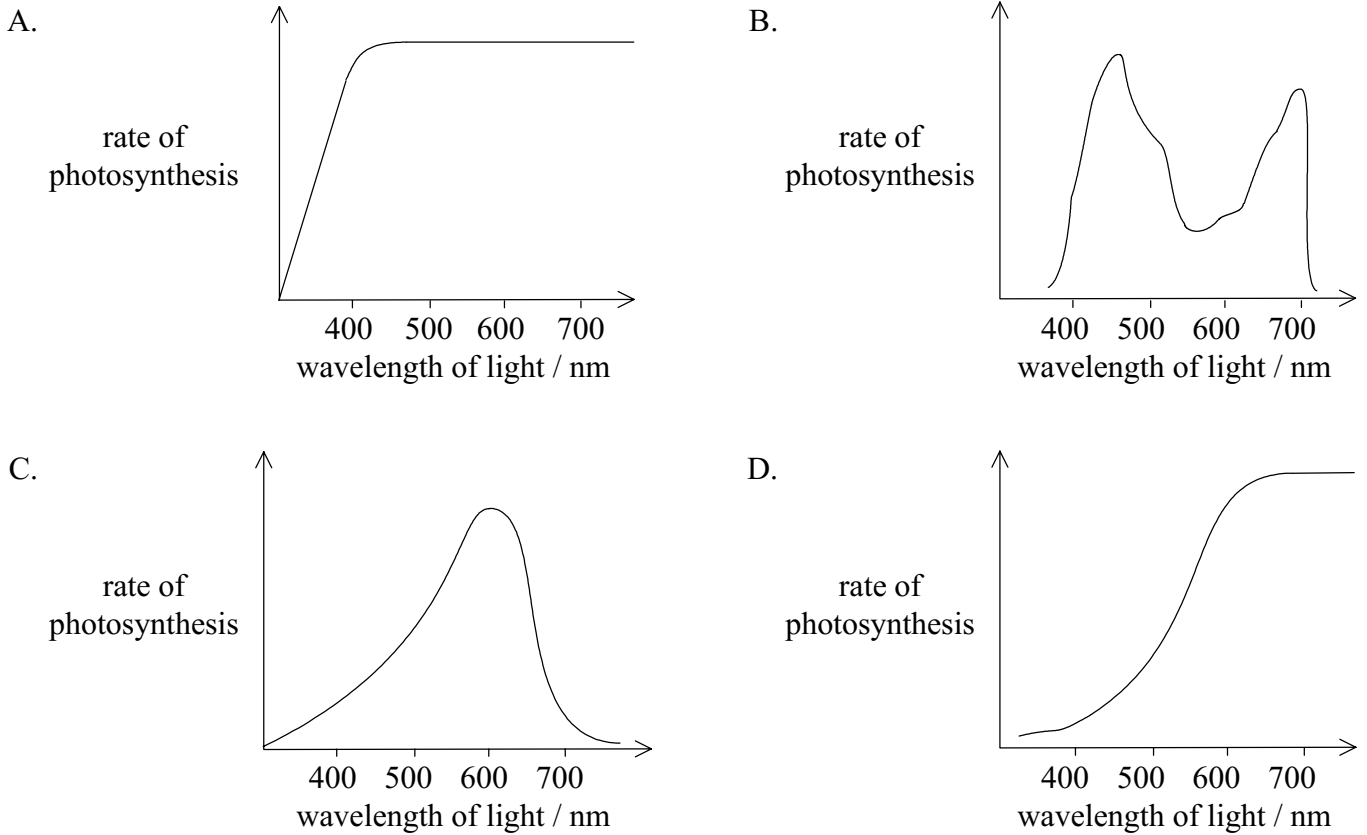 A.
rate of
photosynthesis
400 500 600 700
wavelength of light / nm
B.
rate of
photosynthesis
400 500 600 700
wavelength of light / nm
C.
rate of
photosynthesis
400 500 600 700
wavelength of light / nm
D.
rate of
photosynthesis
400 500 600 700
wavelength of light / nm